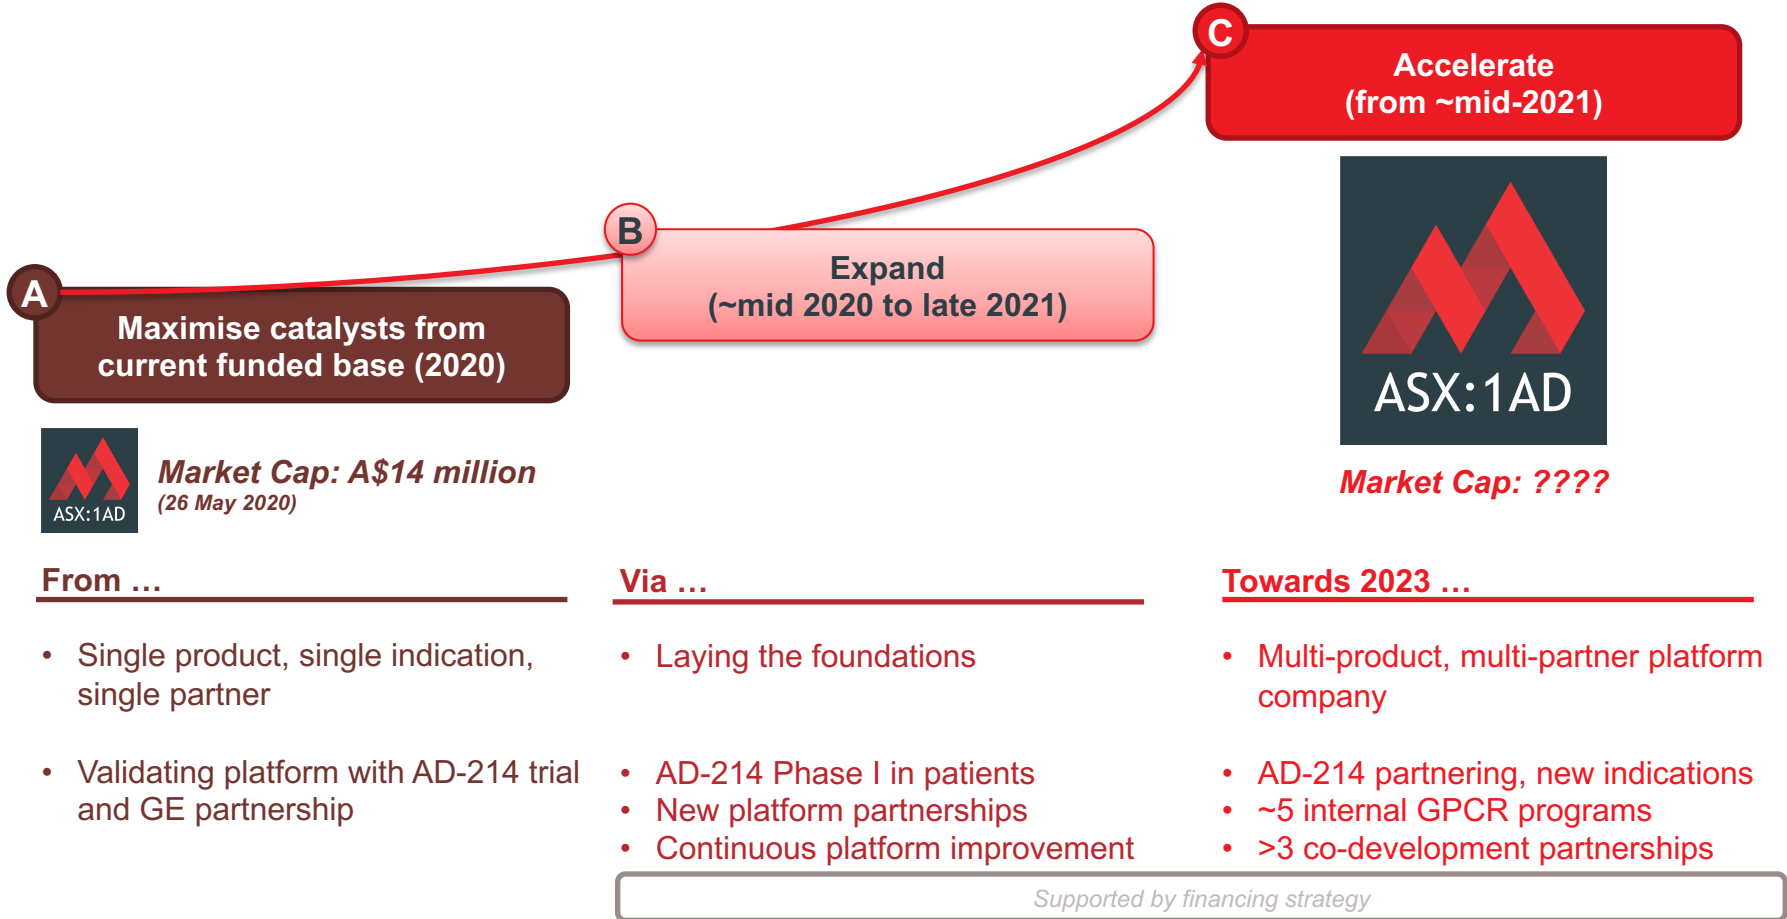 C
Accelerate
(from ~mid-2021)
B
Expand
(~mid 2020 to late 2021)
A
Maximise catalysts from
current funded base (2020)
ASX:1AD
Market Cap: A$14 million
(26 May 2020)
ASX:1AD
Market Cap: ????
From …
• Single product, single indication,
single partner
• Validating platform with AD-214 trial
and GE partnership
Via …
• Laying the foundations
• AD-214 Phase I in patients
• New platform partnerships
• Continuous platform improvement
Towards 2023 …
• Multi-product, multi-partner platform
company
• AD-214 partnering, new indications
• ~5 internal GPCR programs
• >3 co-development partnerships
Supported by financing strategy